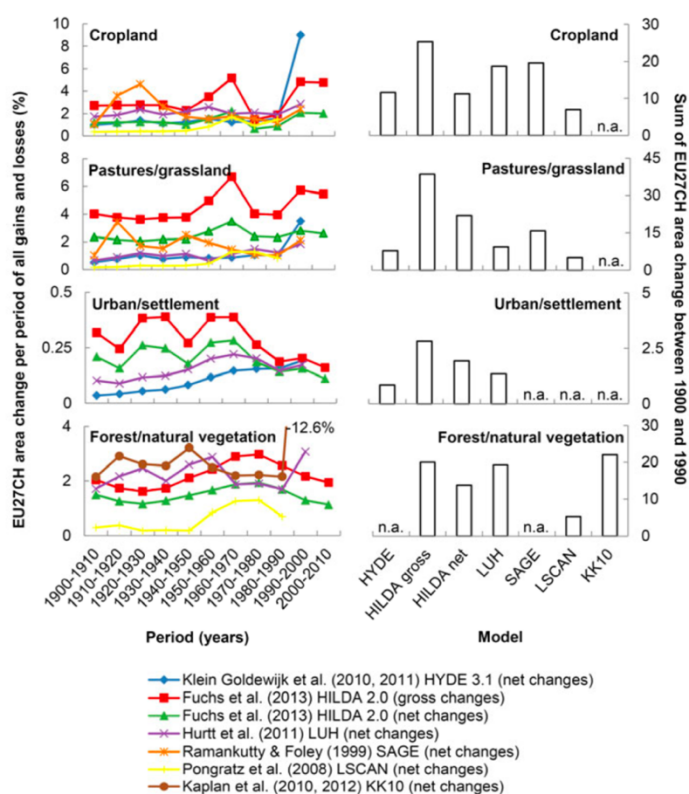 EU27CH area change per period of all gains and losses (%)
10
8
6
4
2
0
Cropland
8
6
4
2
0
Pastures/grassland
0.5
0.25
0
Urban/settlement
4
2
0
Forest/natural vegetation
-12.6%
1900-1910
1910-1920
1920-1930
1930-1940
1940-1950
1950-1960
1960-1970
1970-1980
1980-1990
1990-2000
2000-2010
Period (years)
Cropland
n.a.
30
20
10
0
Pastures/grassland
n.a.
45
30
15
0
Urban/settlement
n.a. n.a. n.a.
5
2.5
0
Forest/natural vegetation
n.a. n.a.
30
20
10
0
HYDE
HILDA gross
HILDA net
LUH
SAGE
LSCAN
KK10
Model
Sum of EU27CH area change between 1900 and 1990
Klein Goldewijk et al. (2010, 2011) HYDE 3.1 (net changes)
Fuchs et al. (2013) HILDA 2.0 (gross changes)
Fuchs et al. (2013) HILDA 2.0 (net changes)
Hurtt et al. (2011) LUH (net changes)
Ramankutty & Foley (1999) SAGE (net changes)
Pongratz et al. (2008) LSCAN (net changes)
Kaplan et al. (2010, 2012) KK10 (net changes)